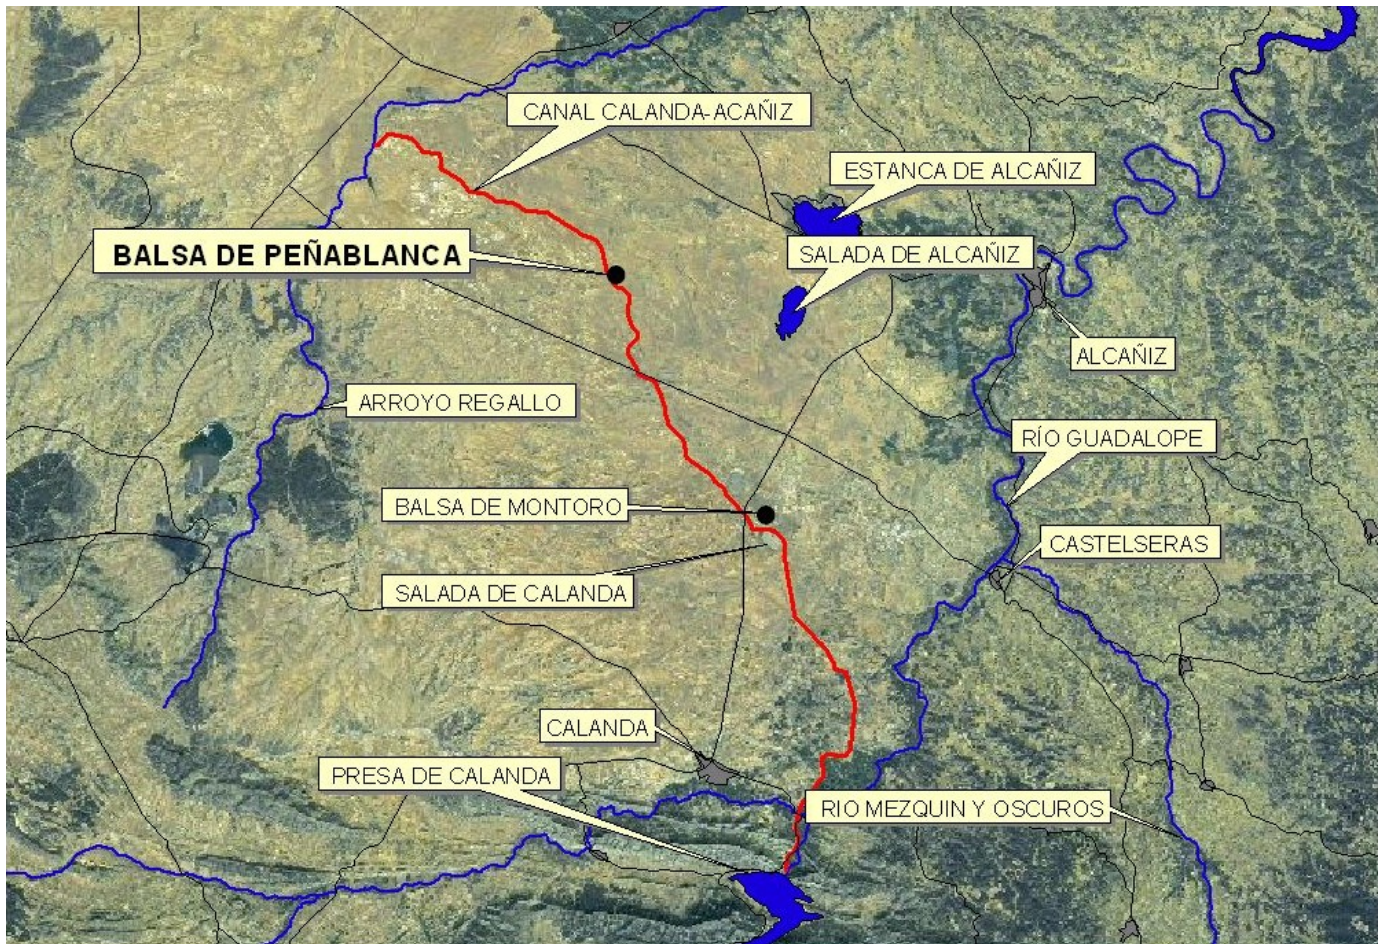 CANAL CALANDA-ACAÑIZ
ESTANCA DE ALCAÑIZ
BALSA DE PEÑABLANCA
SALADA DE ALCAÑIZ
ALCAÑIZ
ARROYO REGALLO
RÍO GUADALOPE
BALSA DE MONTORO
CASTELSERAS
SALADA DE CALANDA
CALANDA
PRESA DE CALANDA
RIO MEZQUIN Y OSCUROS